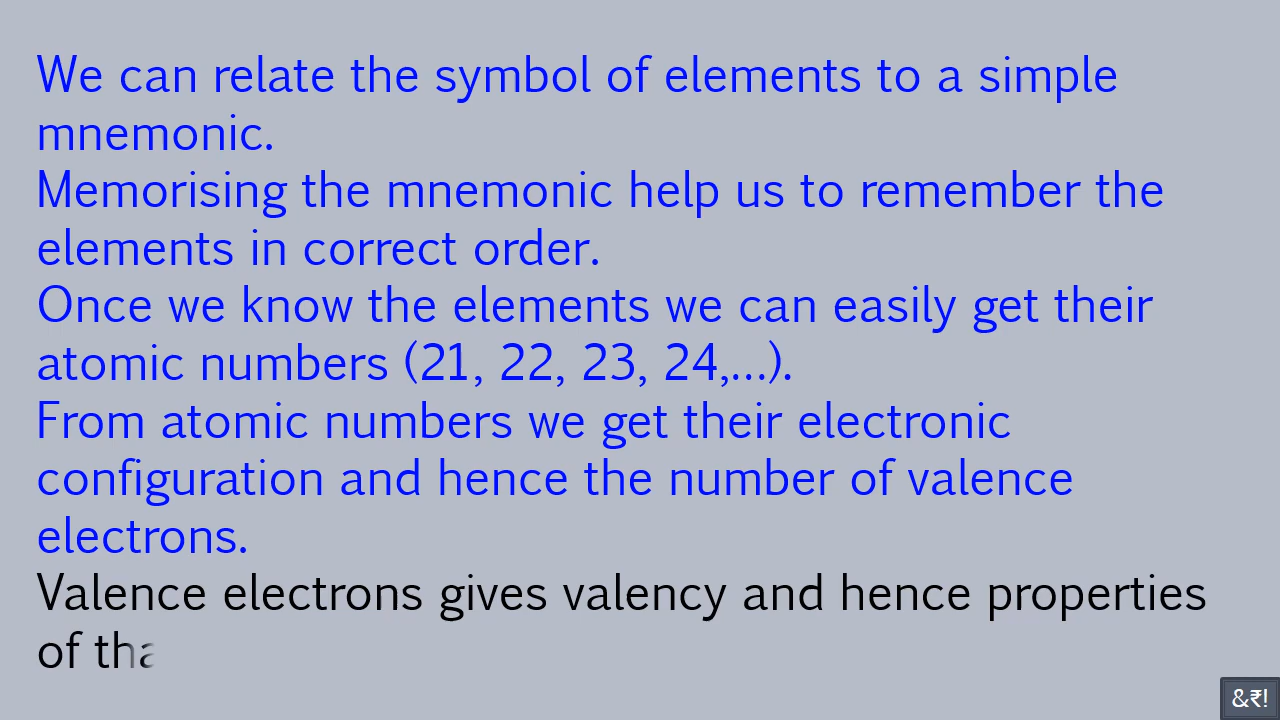 We can relate the symbol of elements to a simple
mnemonic.
Memorising the mnemonic help us to remember the
elements in correct order.
Once we know the elements we can easily get their
atomic numbers (21, 22, 23, 24,...).
From atomic numbers we get their electronic
configuration and hence the number of valence
electrons.
Valence electrons gives valency and hence properties
of tha
&₹!